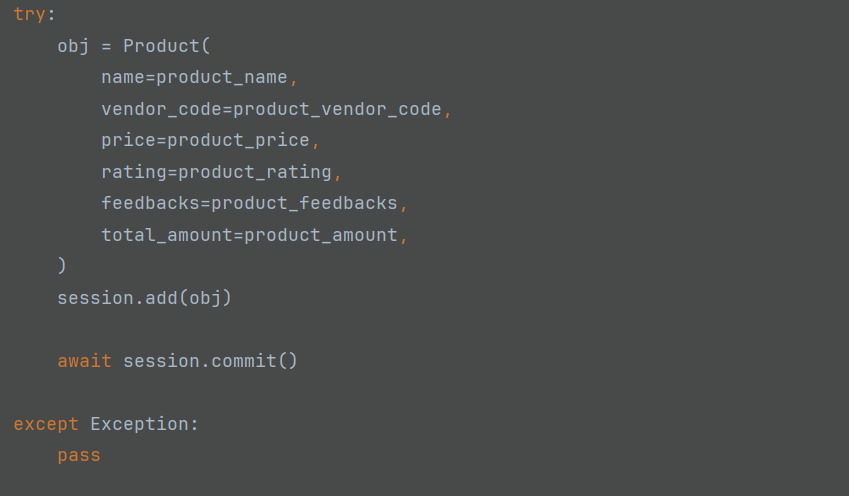 try:
    obj = Product(
        name=product_name,
        vendor_code=product_vendor_code,
        price=product_price,
        rating=product_rating,
        feedbacks=product_feedbacks,
        total_amount=product_amount,
    )
    session.add(obj)

    await session.commit()

except Exception:
    pass